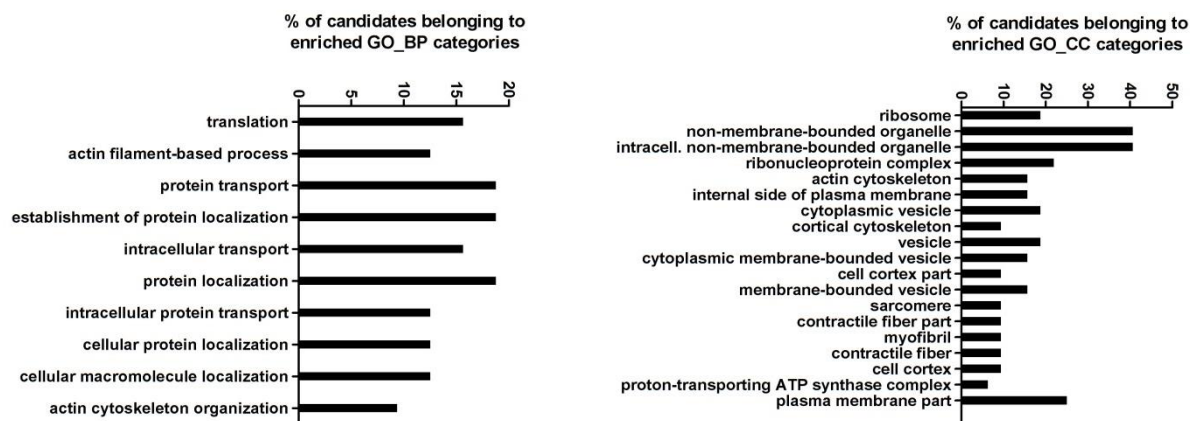 % of candidates belonging to
enriched GO_BP categories
0 5 10 15 20
translation
actin filament-based process
protein transport
establishment of protein localization
intracellular transport
protein localization
intracellular protein transport
cellular protein localization
cellular macromolecule localization
actin cytoskeleton organization
% of candidates belonging to
enriched GO_CC categories
0 10 20 30 40 50
ribosome
non-membrane-bounded organelle
intracell. non-membrane-bounded organelle
ribonucleoprotein complex
actin cytoskeleton
internal side of plasma membrane
cytoplasmic vesicle
cortical cytoskeleton
vesicle
cytoplasmic membrane-bounded vesicle
cell cortex part
membrane-bounded vesicle
sarcomere
contractile fiber part
myofibril
contractile fiber
cell cortex
proton-transporting ATP synthase complex
plasma membrane part